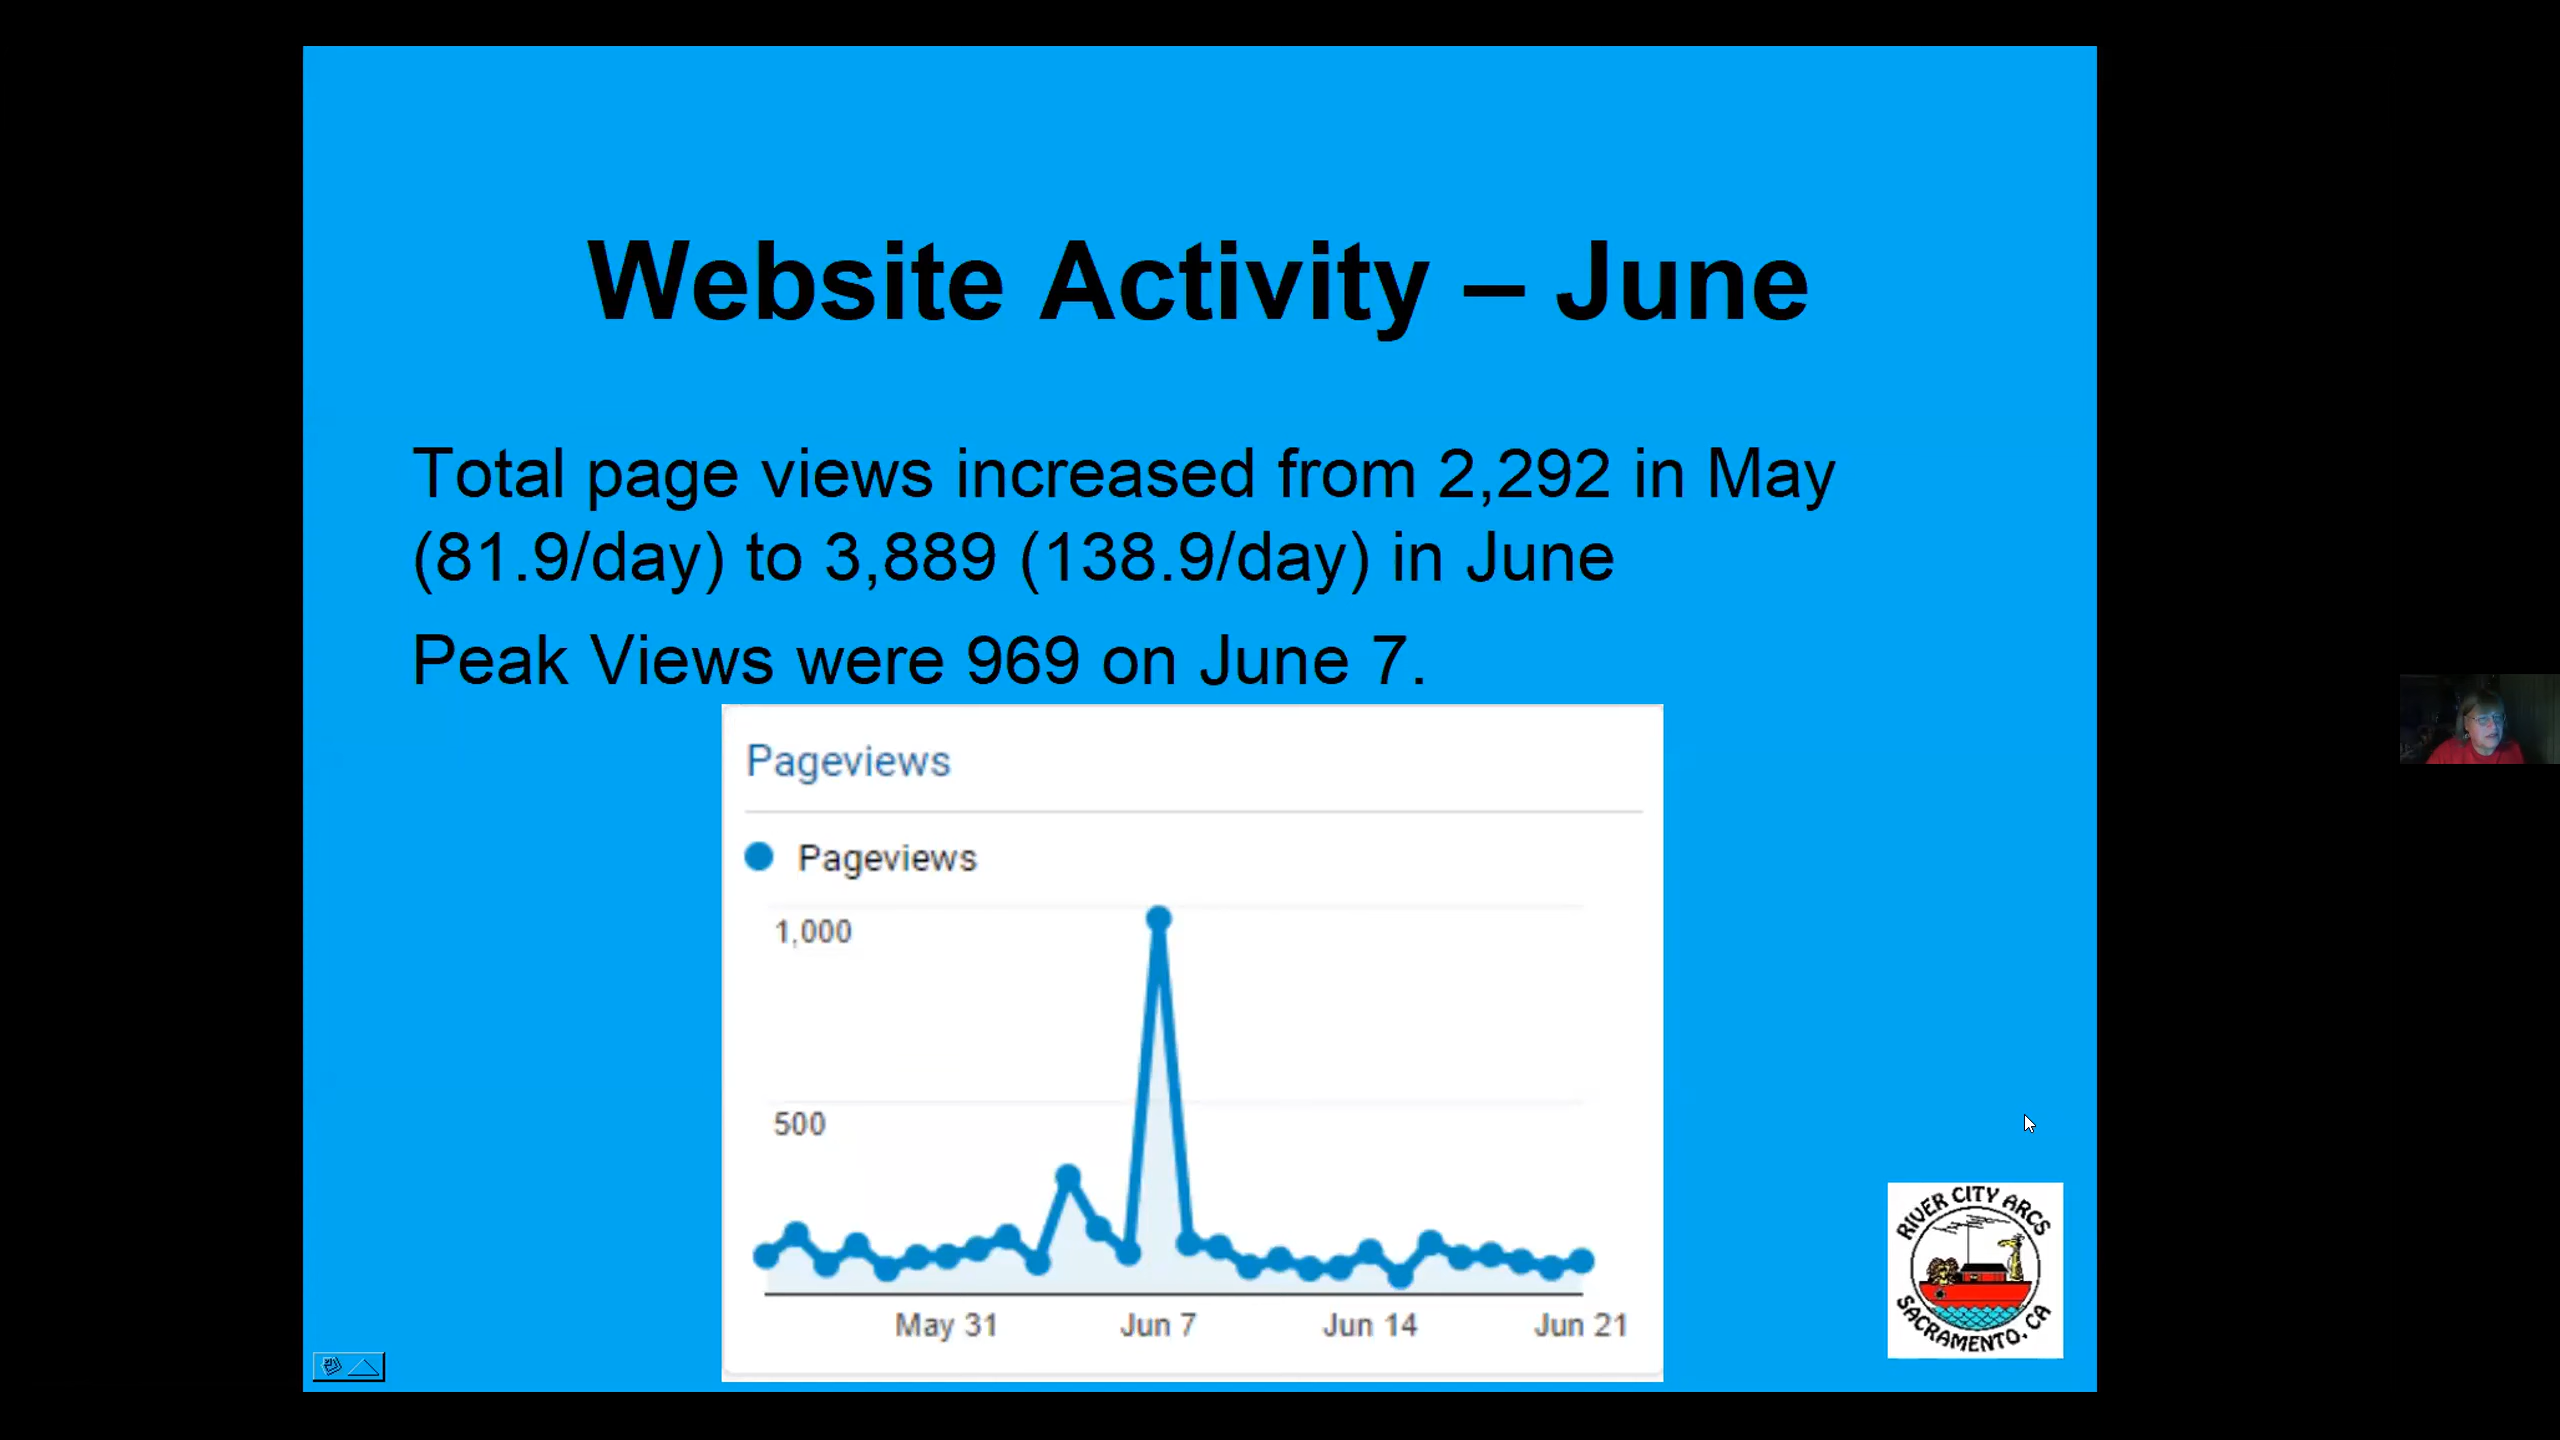 Website Activity – June
Total page views increased from 2,292 in May
(81.9/day) to 3,889 (138.9/day) in June
Peak Views were 969 on June 7.
Pageviews
Pageviews
1,000
500
May 31 Jun 7 Jun 14 Jun 21
RIVER CITY ARCS
SACRAMENTO, CA